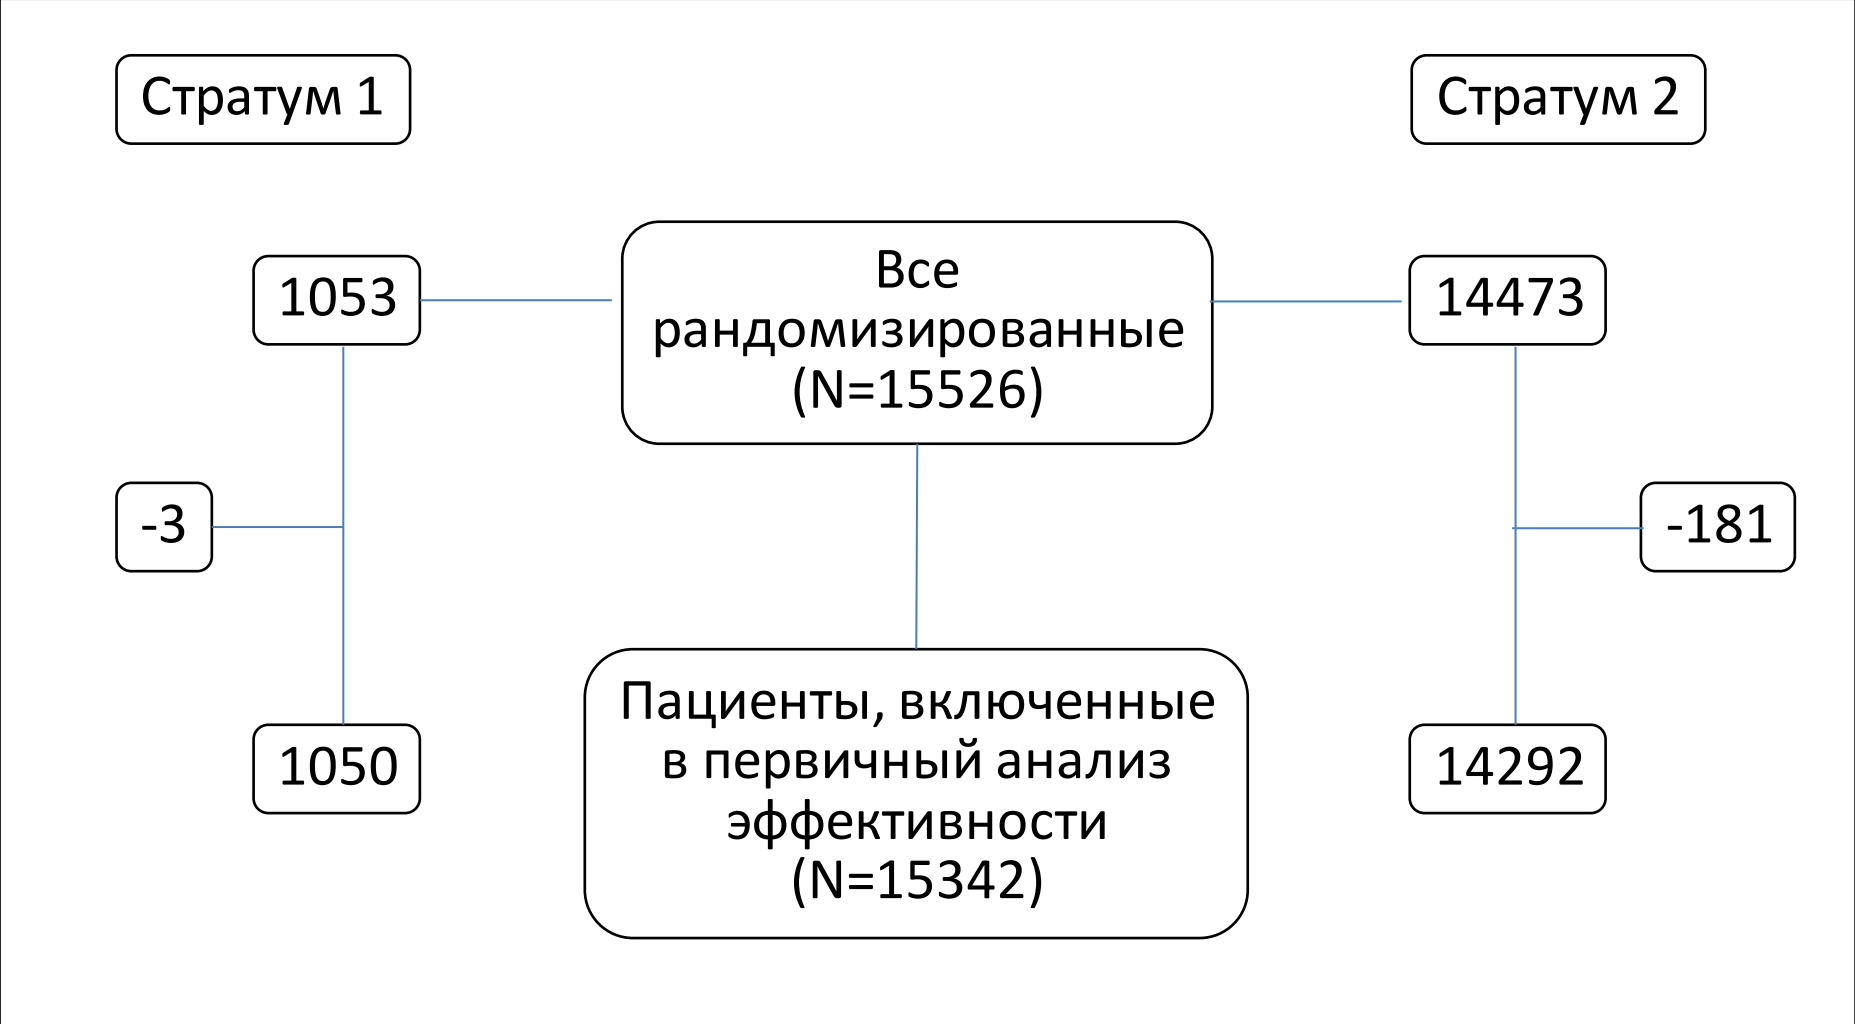 Стратум 1
Стратум 2
1053
Все
рандомизированные
(N=15526)
14473
-3
-181
1050
Пациенты, включенные
в первичный анализ
эффективности
(N=15342)
14292